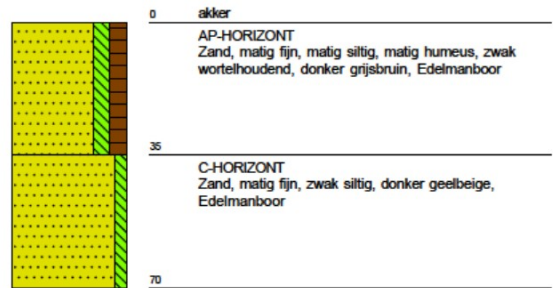 0 akker
AP-HORIZONT
Zand, matig fijn, matig siltig, matig humeus, zwak
wortelhoudend, donker grijsbruin, Edelmanboor
35
C-HORIZONT
Zand, matig fijn, zwak siltig, donker geelbeige,
Edelmanboor
70